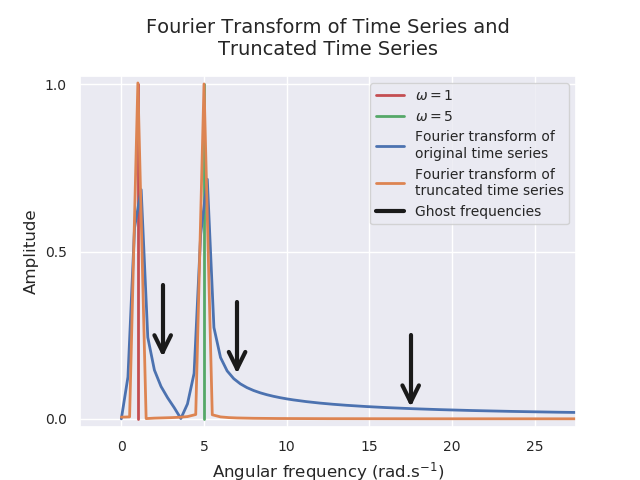 Fourier Transform of Time Series and
Truncated Time Series
1.0
0.5
0.0
Amplitude
ω = 1
ω = 5
Fourier transform of
original time series
Fourier transform of
truncated time series
Ghost frequencies
0 5 10 15 20 25
Angular frequency (rad.s⁻¹)